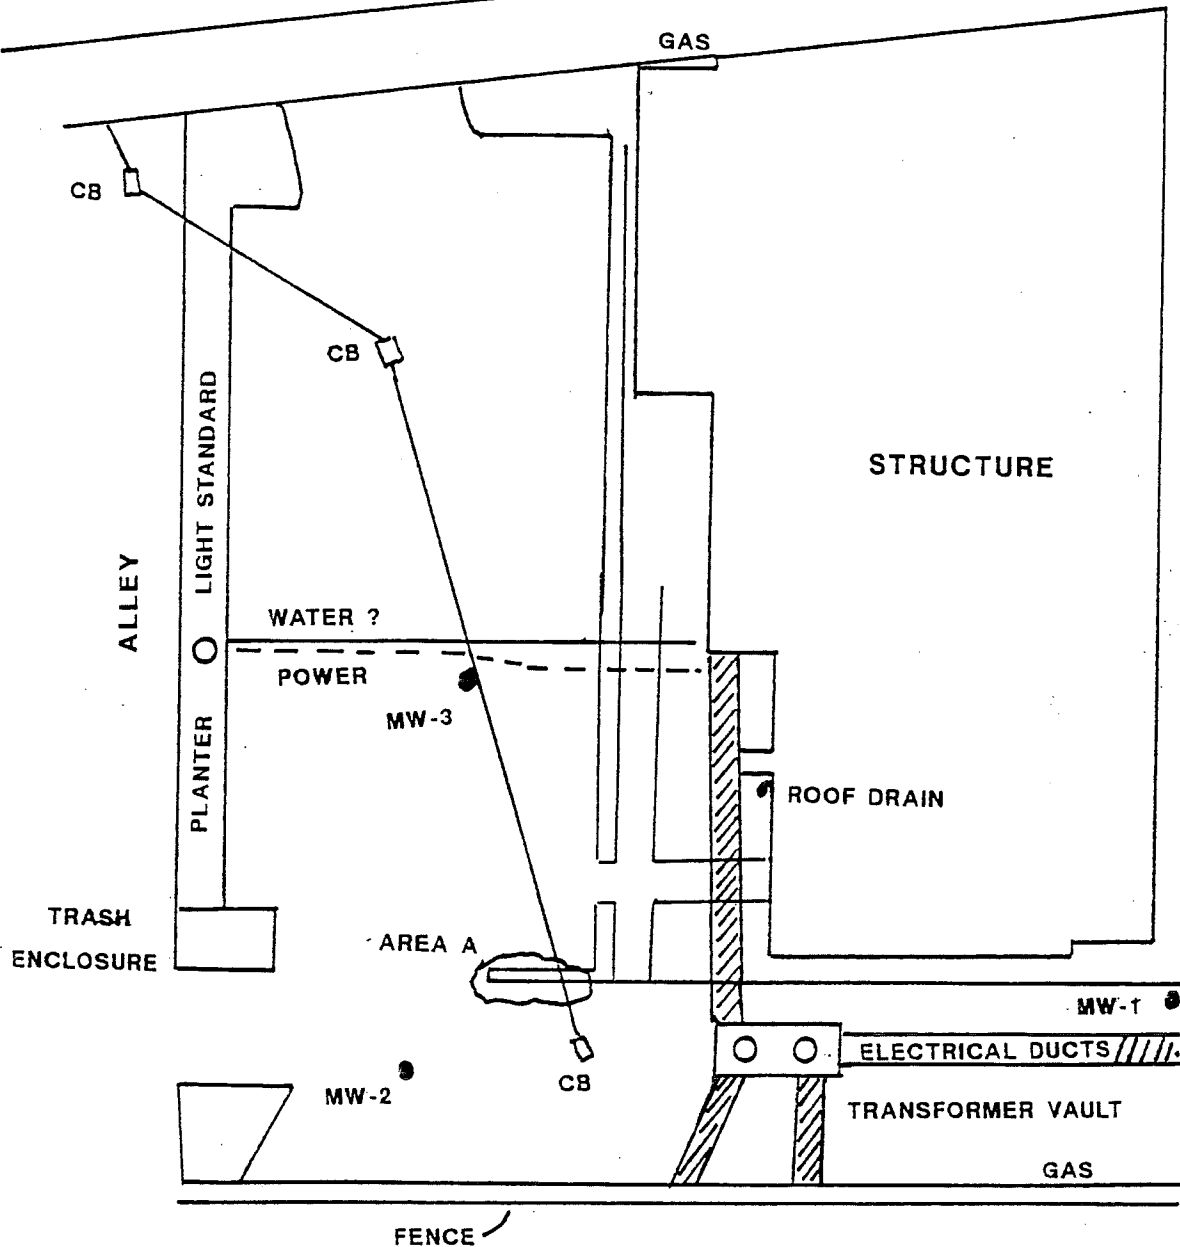 GAS
CB
CB
STRUCTURE
LIGHT STANDARD
ALLEY
WATER ?
POWER
MW-3
PLANTER
ROOF DRAIN
TRASH
ENCLOSURE
AREA A
MW-1
ELECTRICAL DUCTS
CB
MW-2
TRANSFORMER VAULT
GAS
FENCE